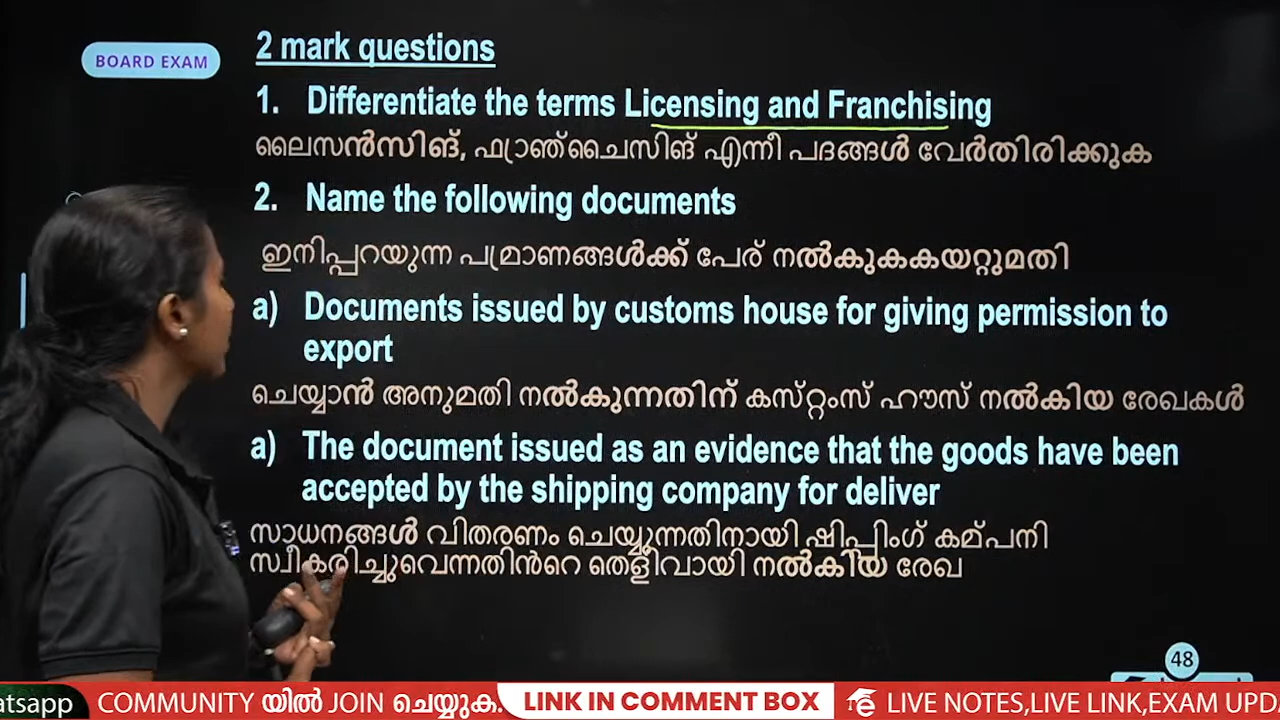 BOARD EXAM
2 mark questions
1. Differentiate the terms Licensing and Franchising
ലൈസൻസിങ്, ഫ്രാഞ്ചൈസിങ് എന്നീ പദങ്ങൾ വേർതിരിക്കുക
2. Name the following documents
ഇനിപ്പറയുന്ന പമ്രാണങ്ങൾക്ക് പേര് നൽകുകകയറ്റുമതി
a) Documents issued by customs house for giving permission to
export
ചെയ്യാൻ അനുമതി നൽകുന്നതിന് കസ്റ്റംസ് ഹൗസ് നൽകിയ രേഖകൾ
a) The document issued as an evidence that the goods have been
accepted by the shipping company for deliver
സാധനങ്ങൾ വിതരണം ചെയ്യുന്നതിനായി ഷിപ്പിംഗ് കമ്പനി
സ്വീകരിച്ചുവെന്നതിൻറെ തെളിവായി നൽകിയ രേഖ
48
atsapp COMMUNITY യിൽ JOIN ചെയ്യുക. LINK IN COMMENT BOX LIVE NOTES,LIVE LINK,EXAM UPDA